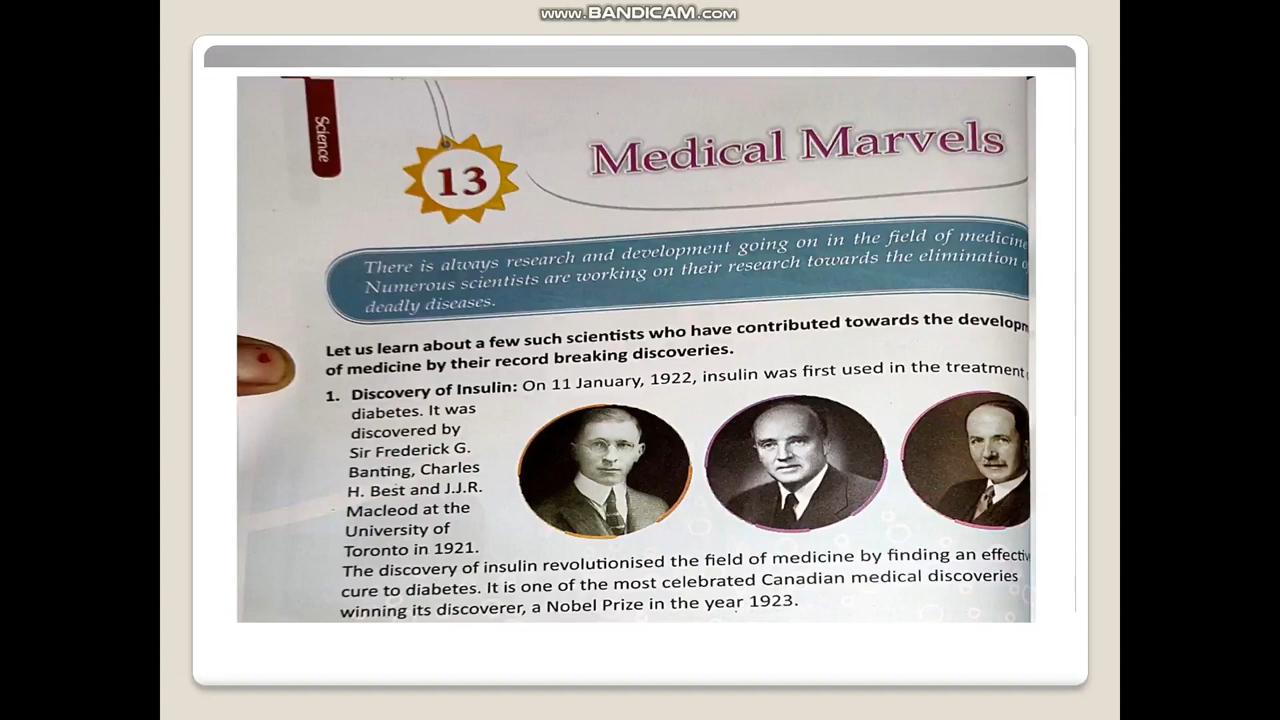 www.BANDICAM.com
Science
13
Medical Marvels
There is always research and development going on in the field of medicine
Numerous scientists are working on their research towards the elimination
deadly diseases.
Let us learn about a few such scientists who have contributed towards the develop
of medicine by their record breaking discoveries.
1. Discovery of Insulin: On 11 January, 1922, insulin was first used in the treatment
diabetes. It was
discovered by
Sir Frederick G.
Banting, Charles
H. Best and J.J.R.
Macleod at the
University of
Toronto in 1921.
The discovery of insulin revolutionised the field of medicine by finding an effectiv
cure to diabetes. It is one of the most celebrated Canadian medical discoveries
winning its discoverer, a Nobel Prize in the year 1923.